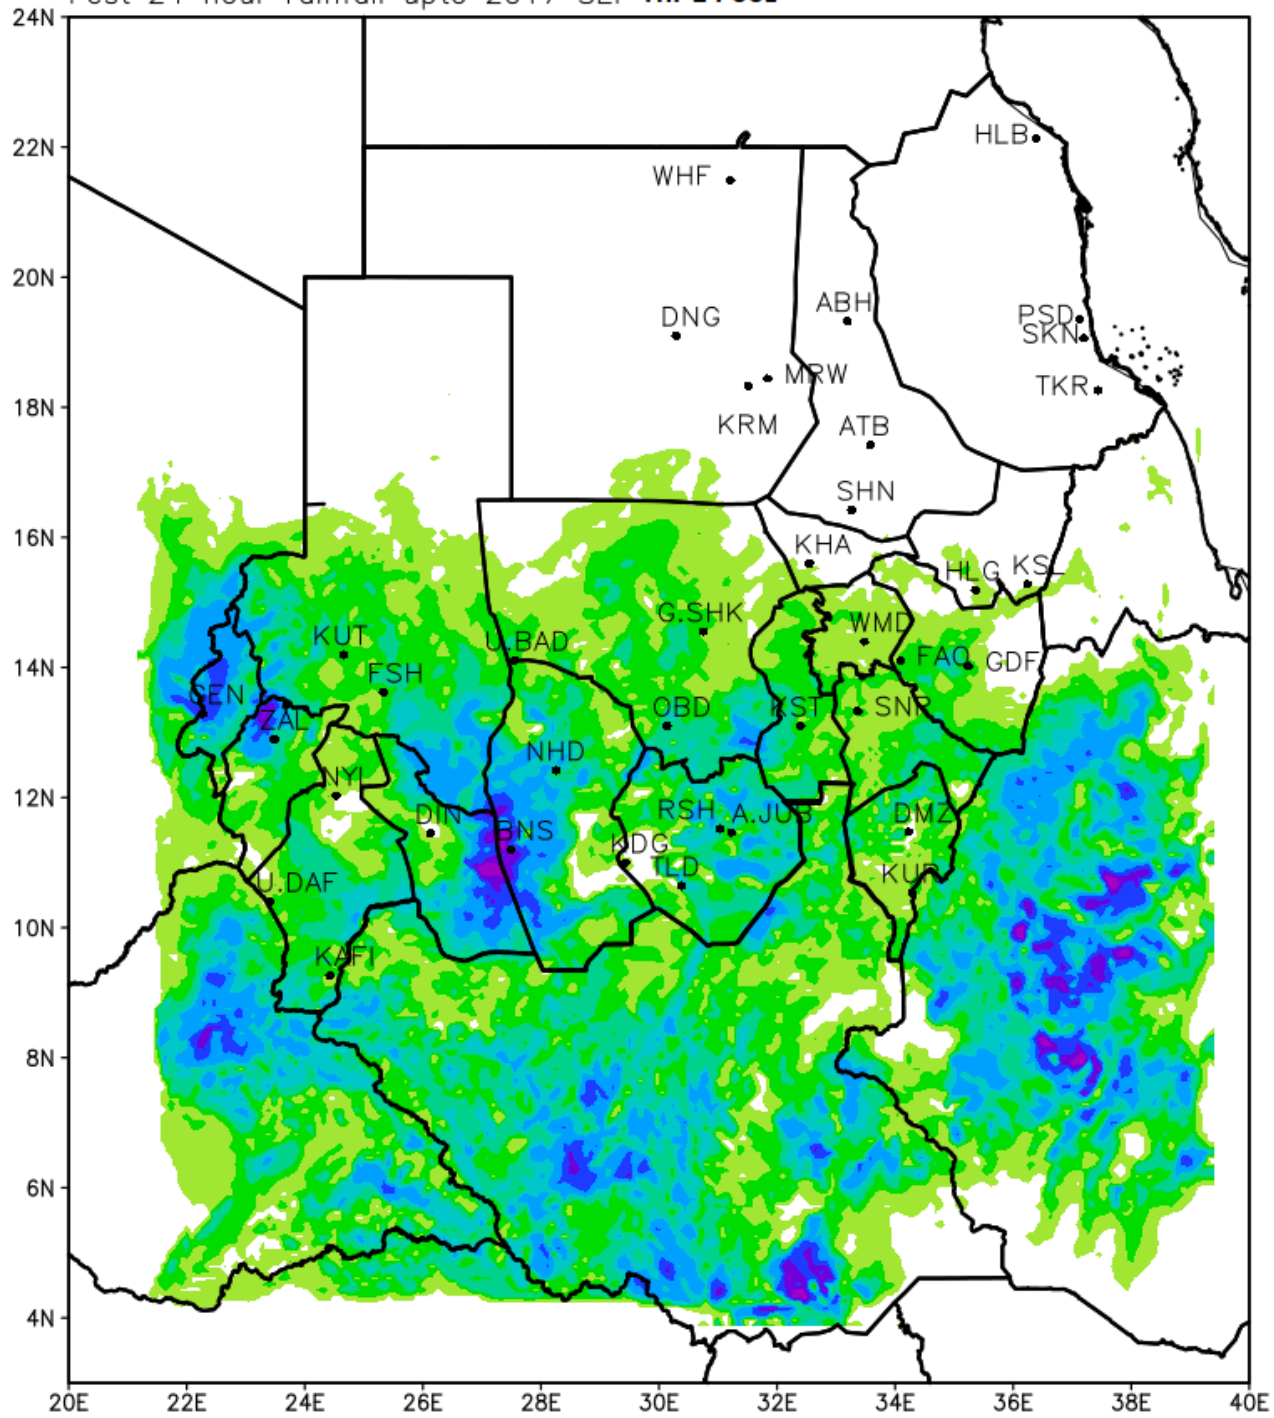 24N
22N
20N
18N
16N
14N
12N
10N
8N
6N
4N
20E 22E 24E 26E 28E 30E 32E 34E 36E 38E 40E
HLB
WHF
ABH
DNG
PSD
SKN
MRW
TKR
KRM
ATB
SHN
KHA
HLG
KSL
G.SHK
WMD
KUT
U.BAD
FAO
GDF
FSH
GEN
ZAL
OBD
KST
SNR
NHD
NYL
RSH
A.JUB
DMZ
DIN
BNS
KDG
TLD
KUR
U.DAF
KAFI